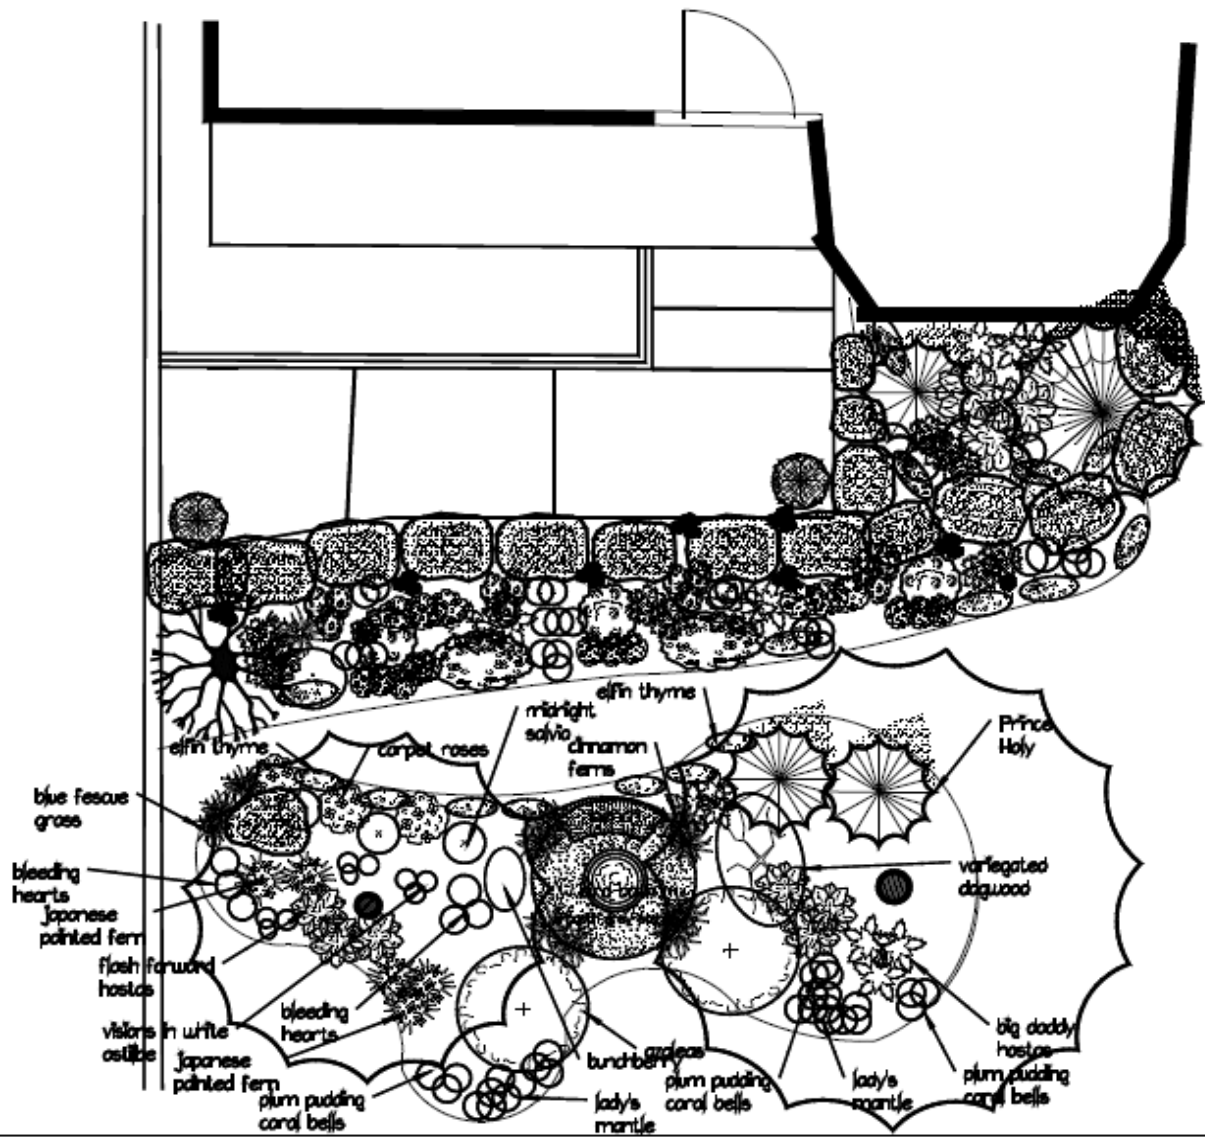 elfin thyme
midnight
salvia
Prince
Holy
elfin thyme
carpet roses
cinnamon
ferns
blue fescue
grass
bleeding
hearts
variegated
dogwood
japanese
painted fern
flash forward
hostas
bleeding
hearts
visions in white
astilbe
japanese
painted fern
bunchberry
azaleas
big daddy
hostas
plum pudding
coral bells
lady's
mantle
plum pudding
coral bells
lady's
mantle
plum pudding
coral bells